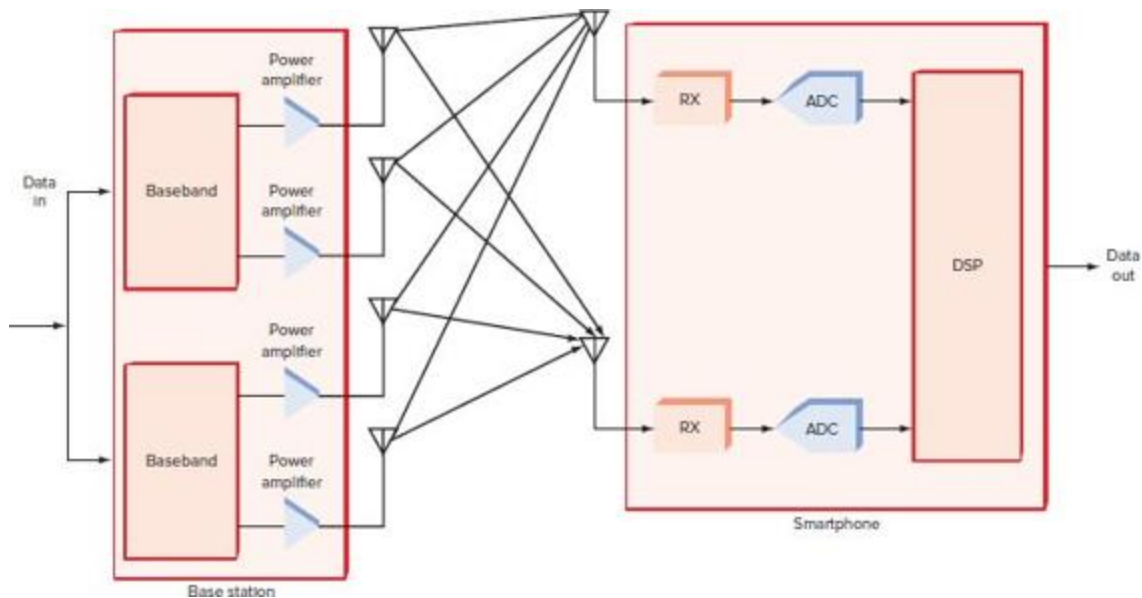 Power
amplifier
Data
in
Baseband
Power
amplifier
Power
amplifier
Baseband
Power
amplifier
Base station
RX
ADC
DSP
Data
out
RX
ADC
Smartphone